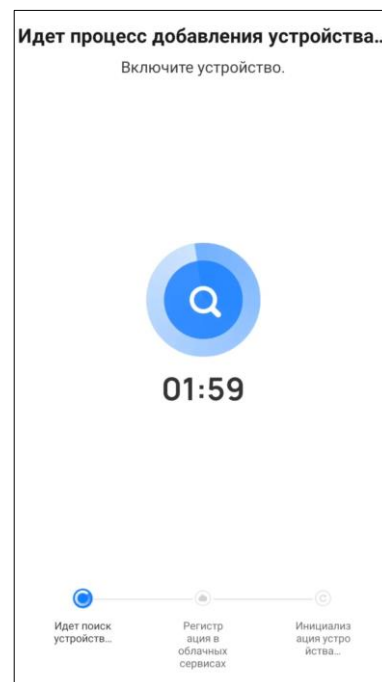 Идет процесс добавления устройства..
Включите устройство.
01:59
Идет поиск
устройств...
Регистр
ация в
облачных
сервисах
Инициализ
ация устро
йства...